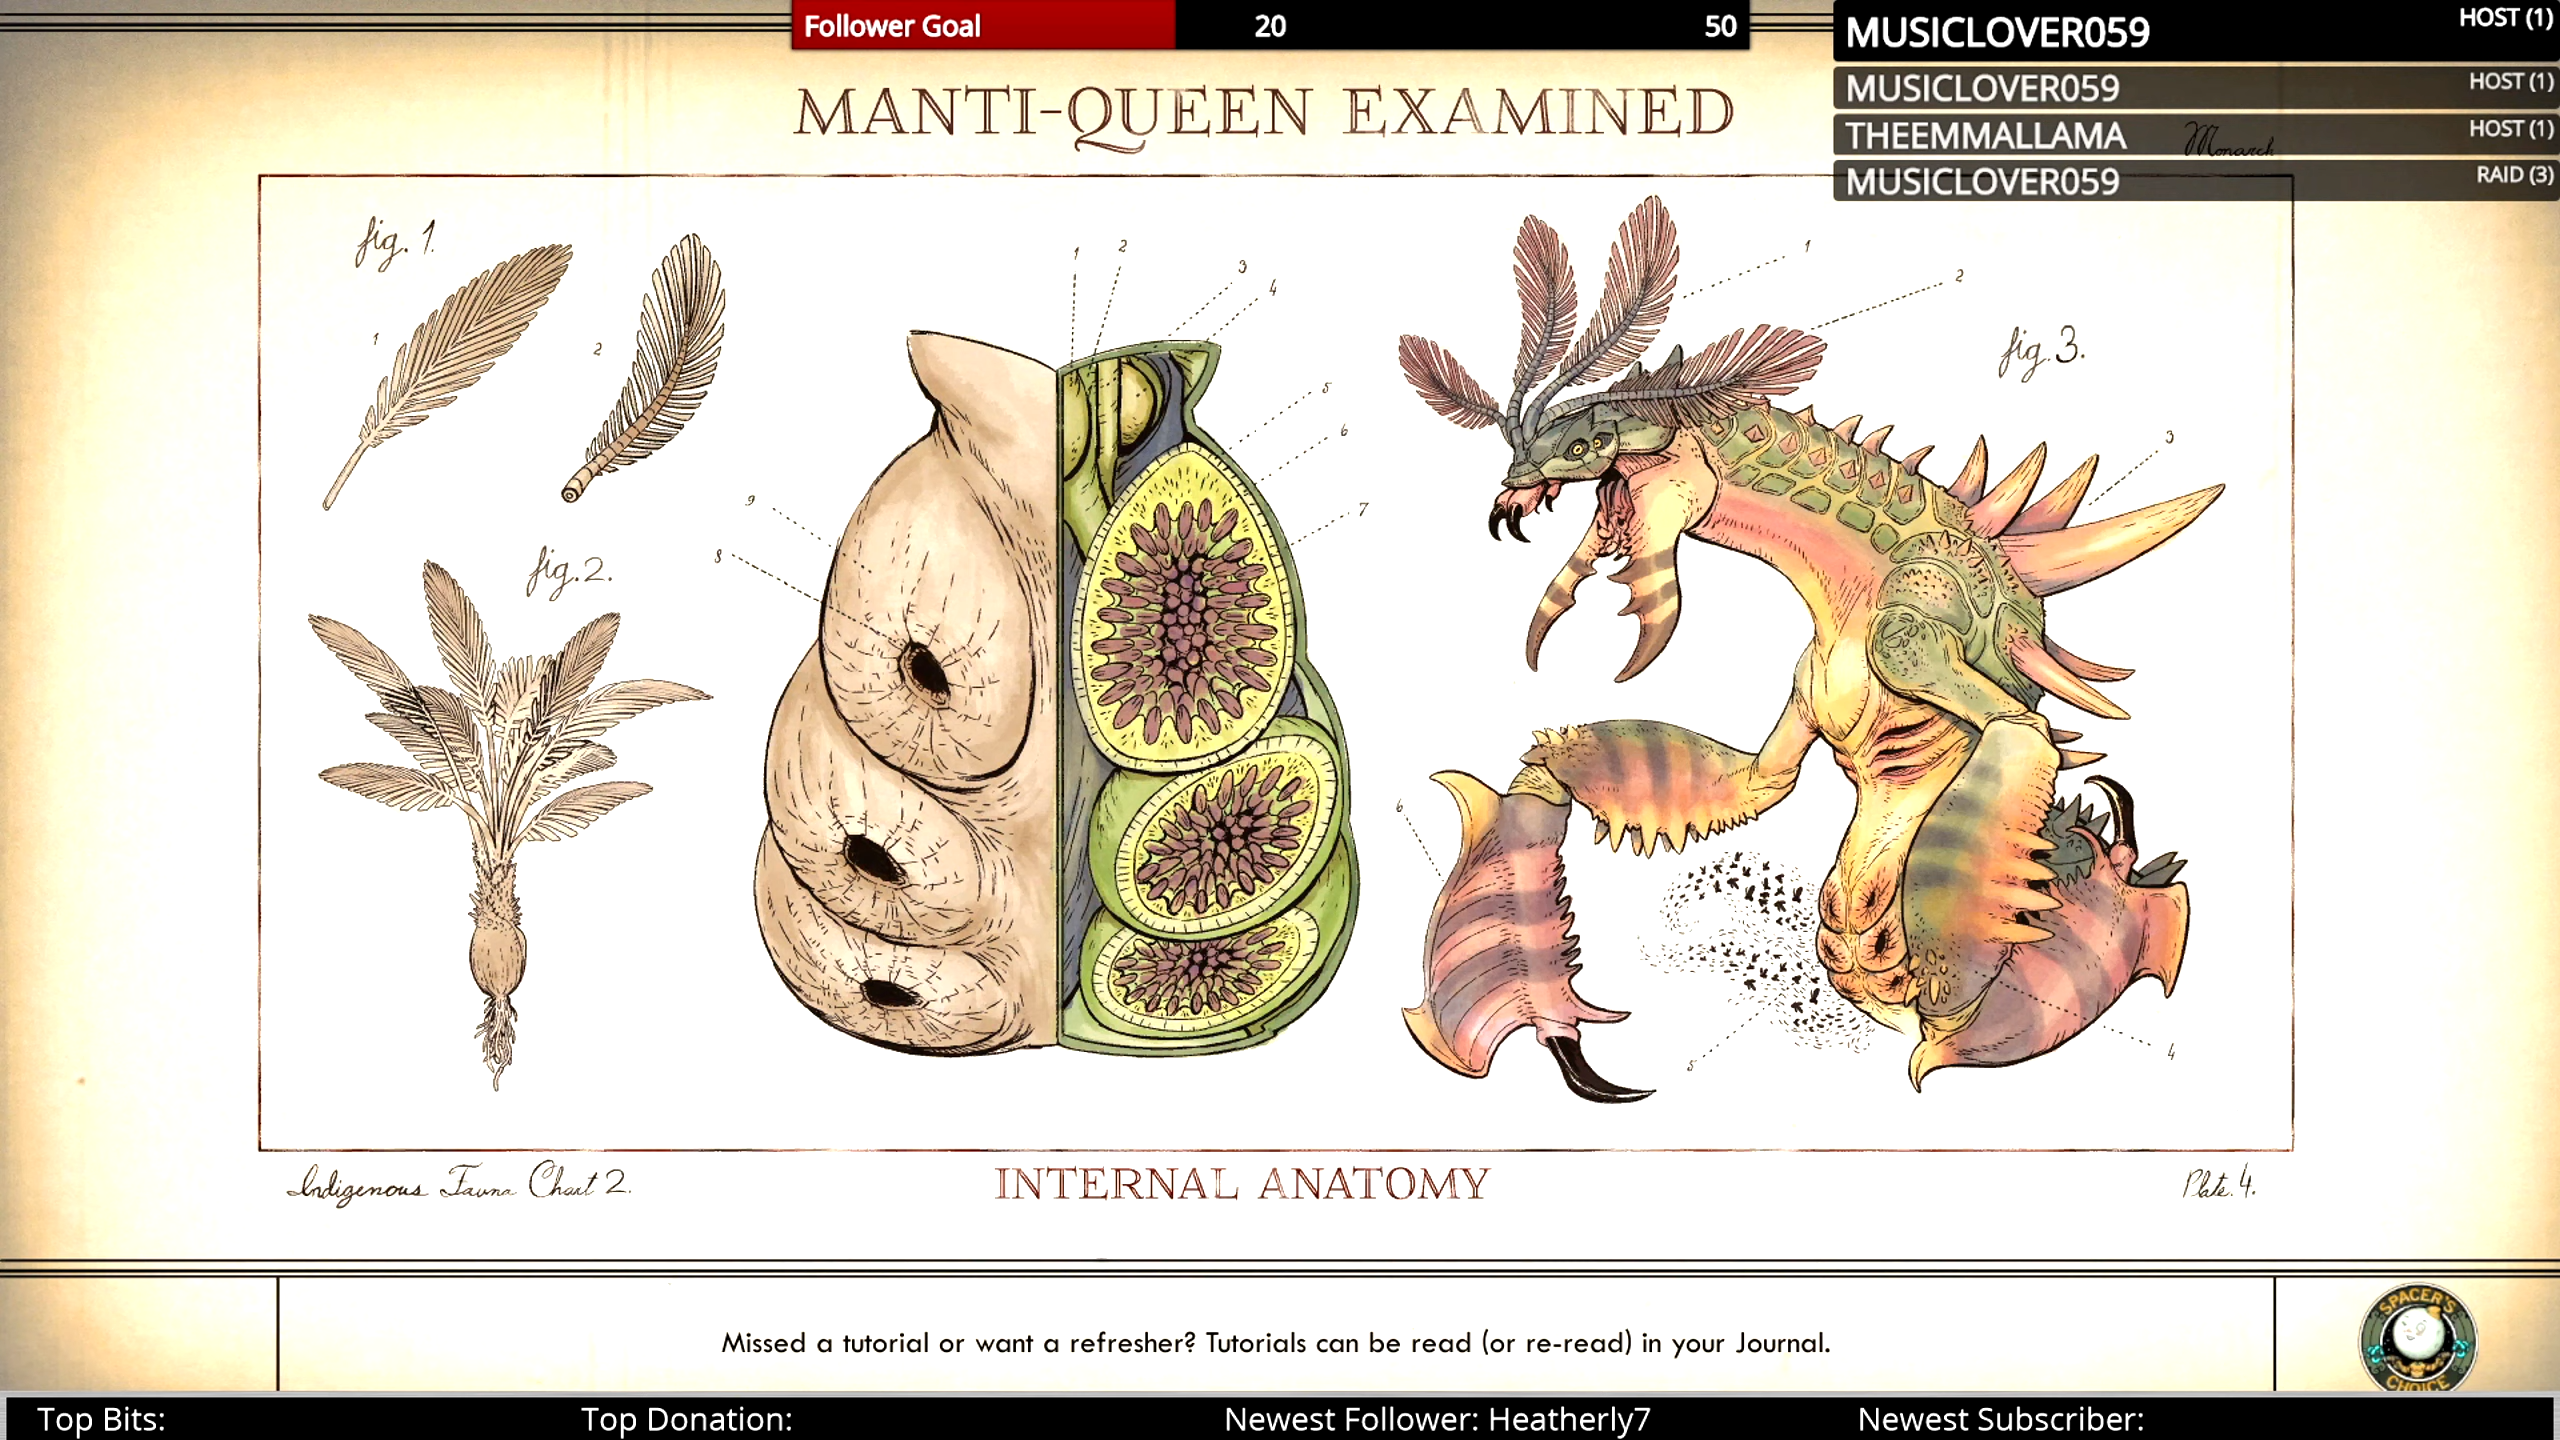 Follower Goal 20 50
MUSICLOVER059 HOST (1)
MUSICLOVER059 HOST (1)
THEEMMALLAMA HOST (1)
MUSICLOVER059 RAID (3)
MANTI-QUEEN EXAMINED
Monarch
fig. 1.
1
2
fig. 2.
1
2
3
4
5
6
7
8
9
fig. 3.
1
2
3
4
5
6
Indigenous Fauna Chart 2.
INTERNAL ANATOMY
Plate. 4.
Missed a tutorial or want a refresher? Tutorials can be read (or re-read) in your Journal.
SPACER'S
CHOICE
Top Bits:
Top Donation:
Newest Follower: Heatherly7
Newest Subscriber: